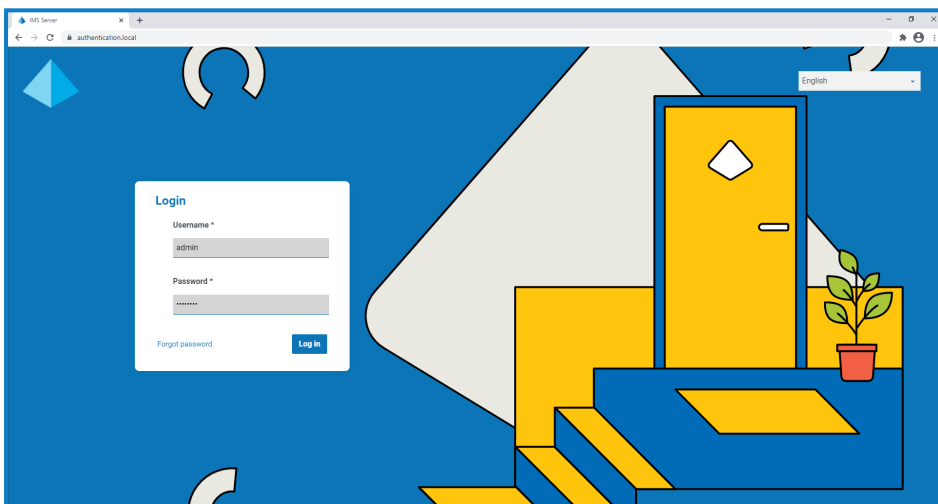 IMS Server
authentication.local
English
Login
Username *
admin
Password *
••••••••
Forgot password
Log in